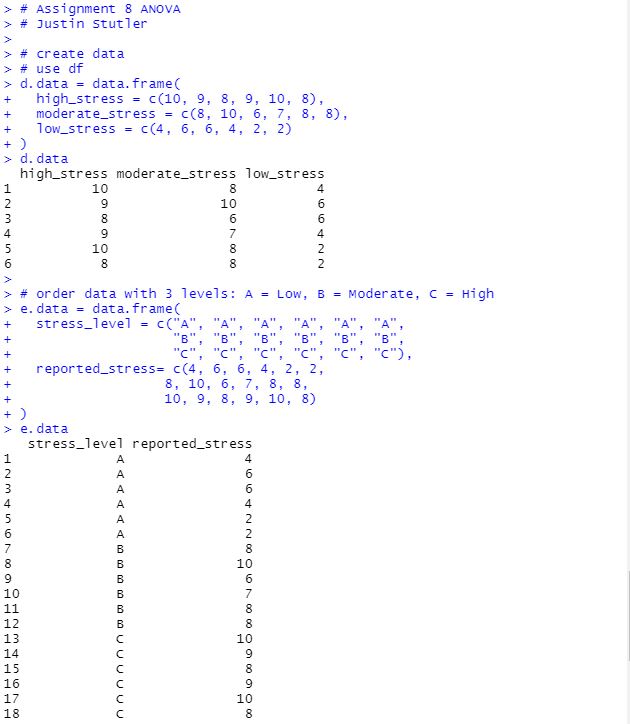 > # Assignment 8 ANOVA
> # Justin Stutler
>
> # create data
> # use df
> d.data = data.frame(
+   high_stress = c(10, 9, 8, 9, 10, 8),
+   moderate_stress = c(8, 10, 6, 7, 8, 8),
+   low_stress = c(4, 6, 6, 4, 2, 2)
+ )
> d.data
  high_stress moderate_stress low_stress
1          10               8          4
2           9              10          6
3           8               6          6
4           9               7          4
5          10               8          2
6           8               8          2
>
> # order data with 3 levels: A = Low, B = Moderate, C = High
> e.data = data.frame(
+   stress_level = c("A", "A", "A", "A", "A", "A",
+                    "B", "B", "B", "B", "B", "B",
+                    "C", "C", "C", "C", "C", "C"),
+   reported_stress= c(4, 6, 6, 4, 2, 2,
+                   8, 10, 6, 7, 8, 8,
+                   10, 9, 8, 9, 10, 8)
+ )
> e.data
   stress_level reported_stress
1             A               4
2             A               6
3             A               6
4             A               4
5             A               2
6             A               2
7             B               8
8             B              10
9             B               6
10            B               7
11            B               8
12            B               8
13            C              10
14            C               9
15            C               8
16            C               9
17            C              10
18            C               8